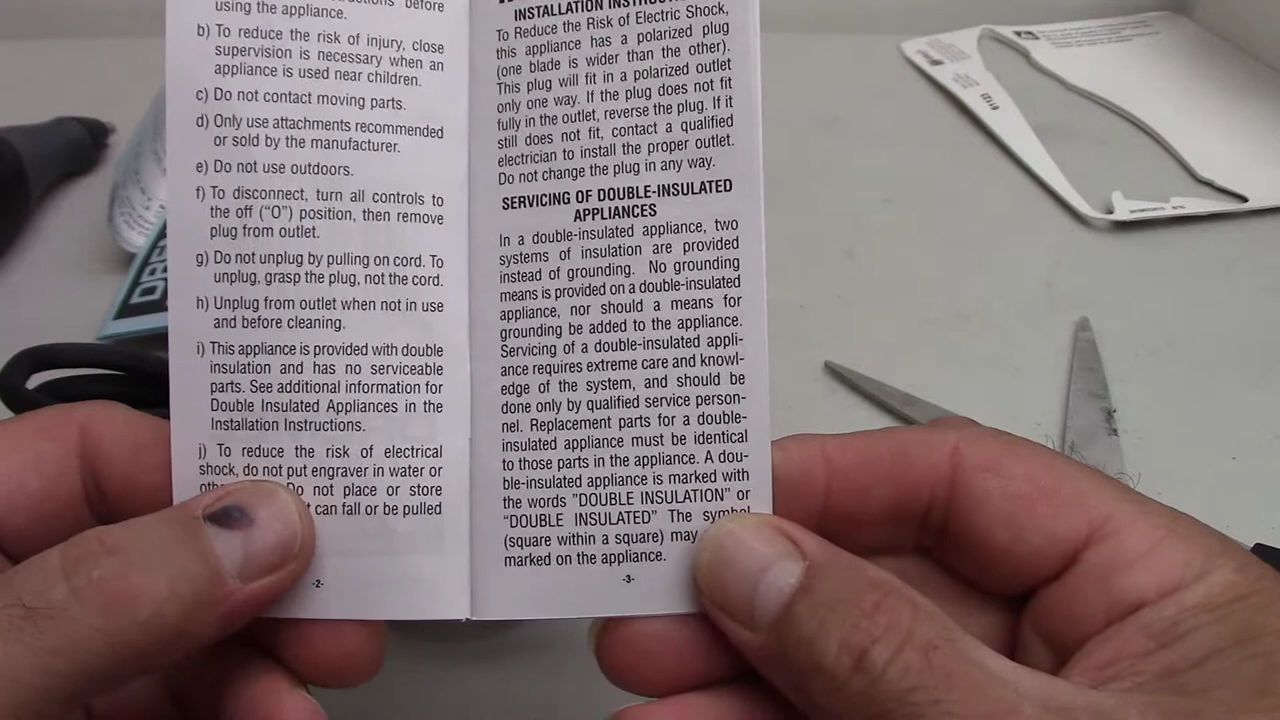 before
using the appliance.
b) To reduce the risk of injury, close
supervision is necessary when an
appliance is used near children.
c) Do not contact moving parts.
d) Only use attachments recommended
or sold by the manufacturer.
e) Do not use outdoors.
f) To disconnect, turn all controls to
the off (“O”) position, then remove
plug from outlet.
g) Do not unplug by pulling on cord. To
unplug, grasp the plug, not the cord.
h) Unplug from outlet when not in use
and before cleaning.
i) This appliance is provided with double
insulation and has no serviceable
parts. See additional information for
Double Insulated Appliances in the
Installation Instructions.
j) To reduce the risk of electrical
shock, do not put engraver in water or
Do not place or store
can fall or be pulled
-2-
INSTALLATION
To Reduce the Risk of Electric Shock,
this appliance has a polarized plug
(one blade is wider than the other).
This plug will fit in a polarized outlet
only one way. If the plug does not fit
fully in the outlet, reverse the plug. If it
still does not fit, contact a qualified
electrician to install the proper outlet.
Do not change the plug in any way.
SERVICING OF DOUBLE-INSULATED
APPLIANCES
In a double-insulated appliance, two
systems of insulation are provided
instead of grounding. No grounding
means is provided on a double-insulated
appliance, nor should a means for
grounding be added to the appliance.
Servicing of a double-insulated appli-
ance requires extreme care and knowl-
edge of the system, and should be
done only by qualified service person-
nel. Replacement parts for a double-
insulated appliance must be identical
to those parts in the appliance. A dou-
ble-insulated appliance is marked with
the words "DOUBLE INSULATION" or
"DOUBLE INSULATED" The symbol
(square within a square) may
marked on the appliance.
-3-